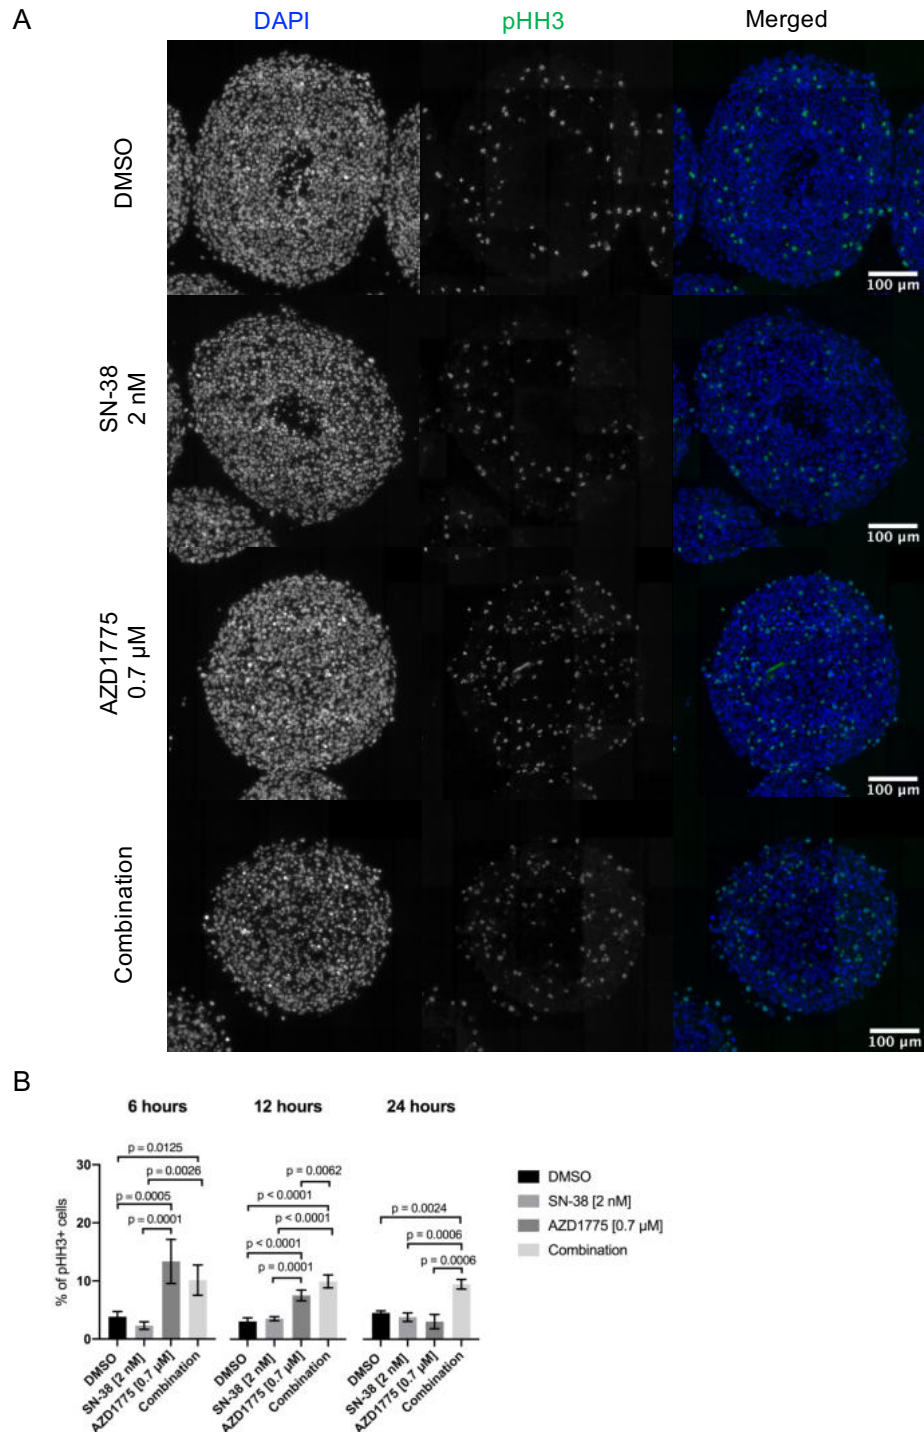 A
DAPI
pHH3
Merged
DMSO
100 µm
SN-38
2 nM
100 µm
AZD1775
0.7 µM
100 µm
Combination
100 µm
B
6 hours
12 hours
24 hours
% of pHH3+ cells
30
20
10
0
p = 0.0125
p = 0.0026
p = 0.0005
p = 0.0001
p = 0.0062
p < 0.0001
p < 0.0001
p < 0.0001
p = 0.0001
p = 0.0024
p = 0.0006
p = 0.0006
DMSO
SN-38 [2 nM]
AZD1775 [0.7 µM]
Combination
DMSO
SN-38 [2 nM]
AZD1775 [0.7 µM]
Combination
DMSO
SN-38 [2 nM]
AZD1775 [0.7 µM]
Combination
DMSO
SN-38 [2 nM]
AZD1775 [0.7 µM]
Combination